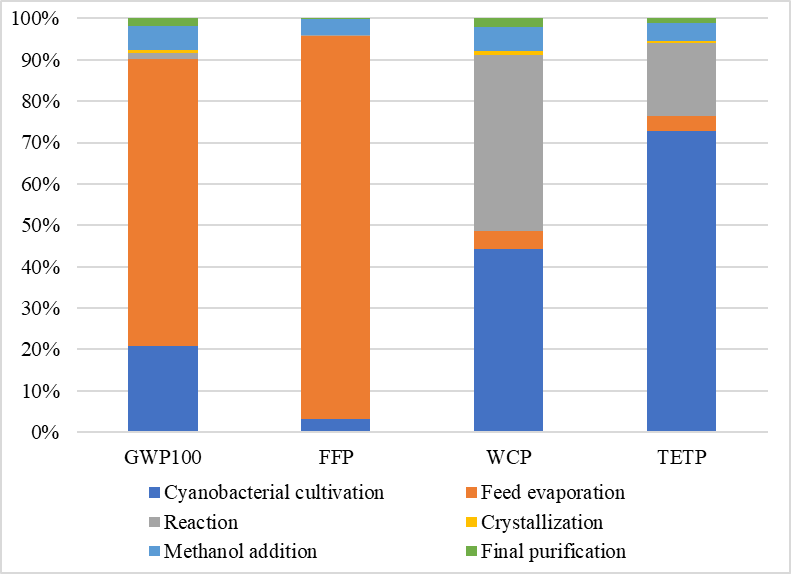 100%
90%
80%
70%
60%
50%
40%
30%
20%
10%
0%
GWP100 FFP WCP TETP
Cyanobacterial cultivation Feed evaporation
Reaction Crystallization
Methanol addition Final purification